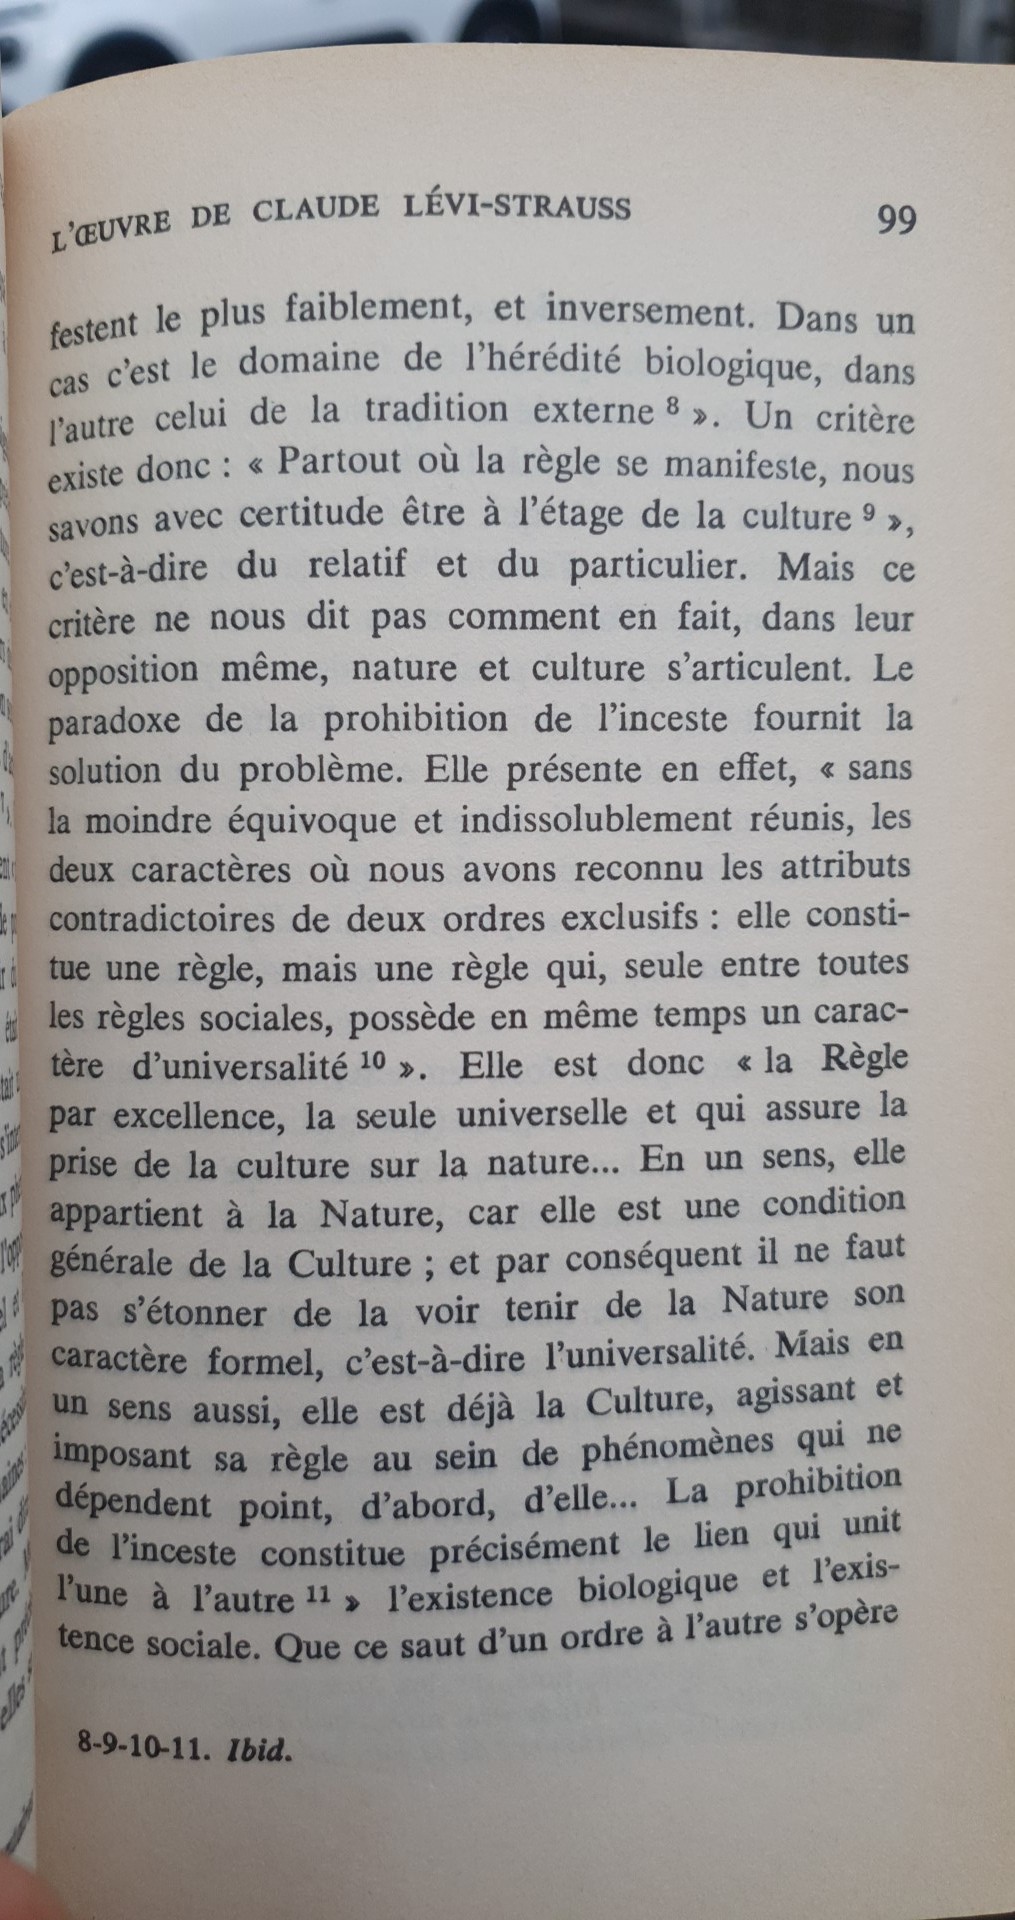 L'ŒUVRE DE CLAUDE LÉVI-STRAUSS 99
festent le plus faiblement, et inversement. Dans un
cas c'est le domaine de l'hérédité biologique, dans
l'autre celui de la tradition externe ⁸ ». Un critère
existe donc : « Partout où la règle se manifeste, nous
savons avec certitude être à l'étage de la culture ⁹ »,
c'est-à-dire du relatif et du particulier. Mais ce
critère ne nous dit pas comment en fait, dans leur
opposition même, nature et culture s'articulent. Le
paradoxe de la prohibition de l'inceste fournit la
solution du problème. Elle présente en effet, « sans
la moindre équivoque et indissolublement réunis, les
deux caractères où nous avons reconnu les attributs
contradictoires de deux ordres exclusifs : elle consti-
tue une règle, mais une règle qui, seule entre toutes
les règles sociales, possède en même temps un carac-
tère d'universalité ¹⁰ ». Elle est donc « la Règle
par excellence, la seule universelle et qui assure la
prise de la culture sur la nature... En un sens, elle
appartient à la Nature, car elle est une condition
générale de la Culture ; et par conséquent il ne faut
pas s'étonner de la voir tenir de la Nature son
caractère formel, c'est-à-dire l'universalité. Mais en
un sens aussi, elle est déjà la Culture, agissant et
imposant sa règle au sein de phénomènes qui ne
dépendent point, d'abord, d'elle... La prohibition
de l'inceste constitue précisément le lien qui unit
l'une à l'autre ¹¹ » l'existence biologique et l'exis-
tence sociale. Que ce saut d'un ordre à l'autre s'opère
8-9-10-11. Ibid.